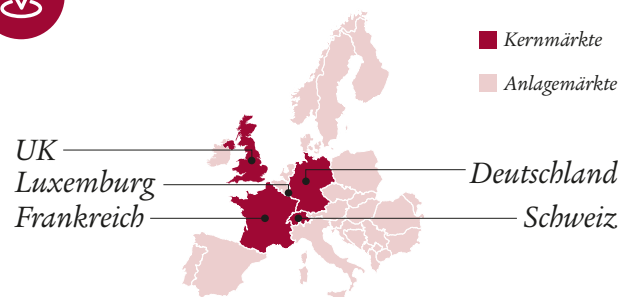 Kernmärkte
Anlagemärkte
UK
Luxemburg
Frankreich
Deutschland
Schweiz